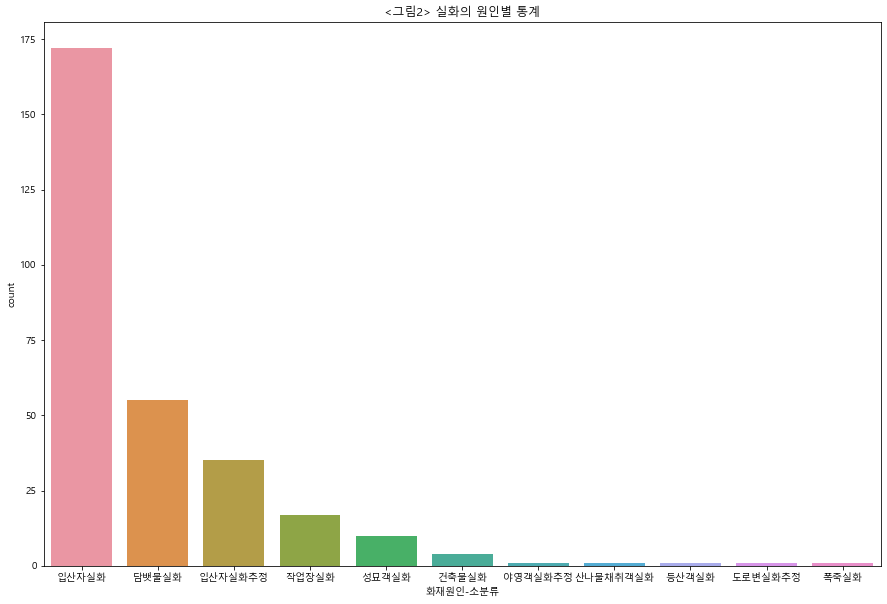 <그림2> 실화의 원인별 통계
175
150
125
100
75
50
25
0
count
입산자실화 담뱃불실화 입산자실화추정 작업장실화 성묘객실화 건축물실화 야영객실화추정 산나물채취객실화 등산객실화 도로변실화추정 폭죽실화
화재원인-소분류